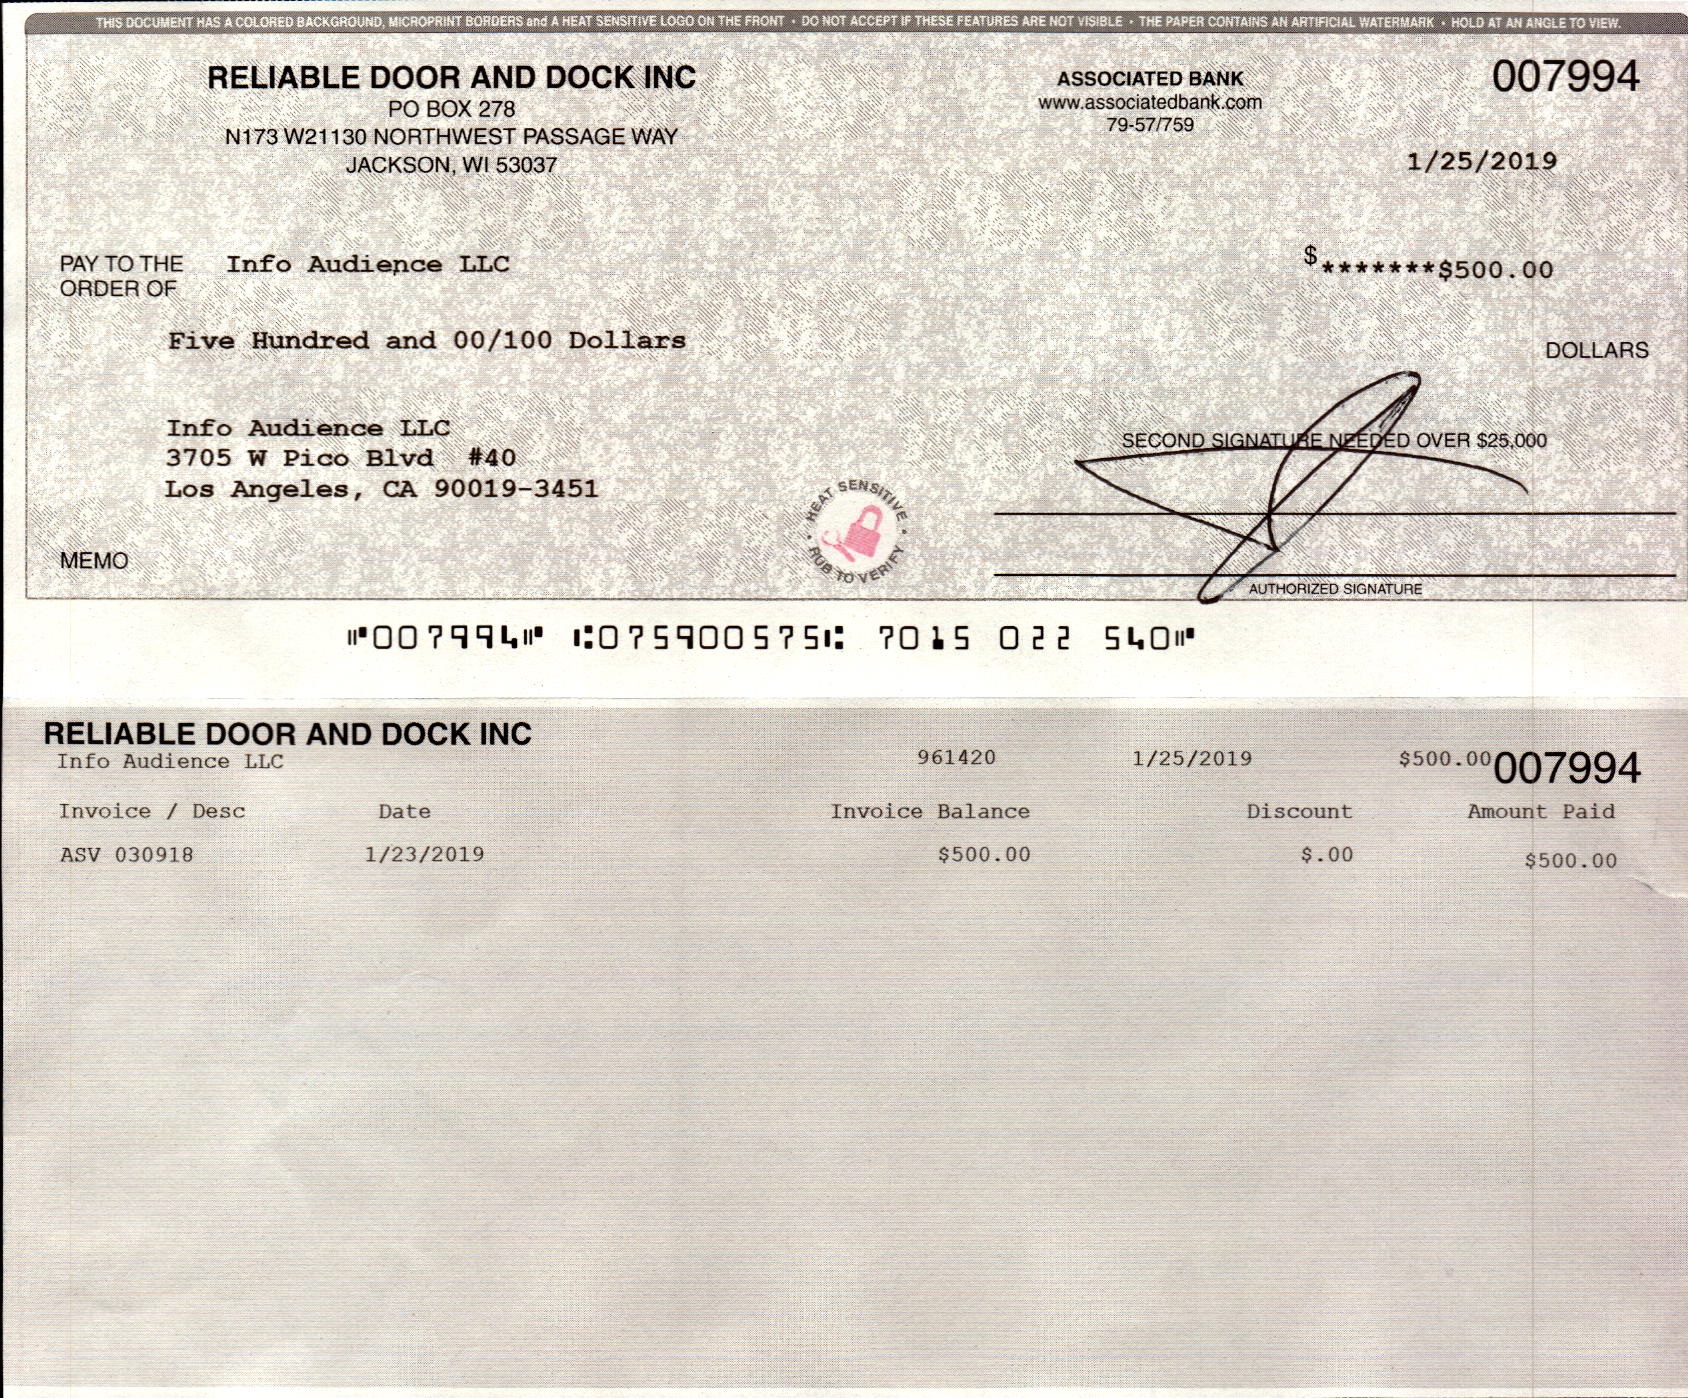 THIS DOCUMENT HAS A COLORED BACKGROUND, MICROPRINT BORDERS and A HEAT SENSITIVE LOGO ON THE FRONT • DO NOT ACCEPT IF THESE FEATURES ARE NOT VISIBLE • THE PAPER CONTAINS AN ARTIFICIAL WATERMARK • HOLD AT AN ANGLE TO VIEW.
RELIABLE DOOR AND DOCK INC
PO BOX 278
N173 W21130 NORTHWEST PASSAGE WAY
JACKSON, WI 53037
ASSOCIATED BANK
www.associatedbank.com
79-57/759
007994
1/25/2019
PAY TO THE
ORDER OF
Info Audience LLC
$*******$500.00
Five Hundred and 00/100 Dollars
DOLLARS
Info Audience LLC
3705 W Pico Blvd #40
Los Angeles, CA 90019-3451
SECOND SIGNATURE NEEDED OVER $25,000
HEAT SENSITIVE • RUB TO VERIFY •
MEMO
AUTHORIZED SIGNATURE
⑈007994⑈ ⑆075900575⑆ 7015 022 540⑈
RELIABLE DOOR AND DOCK INC
Info Audience LLC 961420 1/25/2019 $500.00 007994
Invoice / Desc Date Invoice Balance Discount Amount Paid
ASV 030918 1/23/2019 $500.00 $.00 $500.00